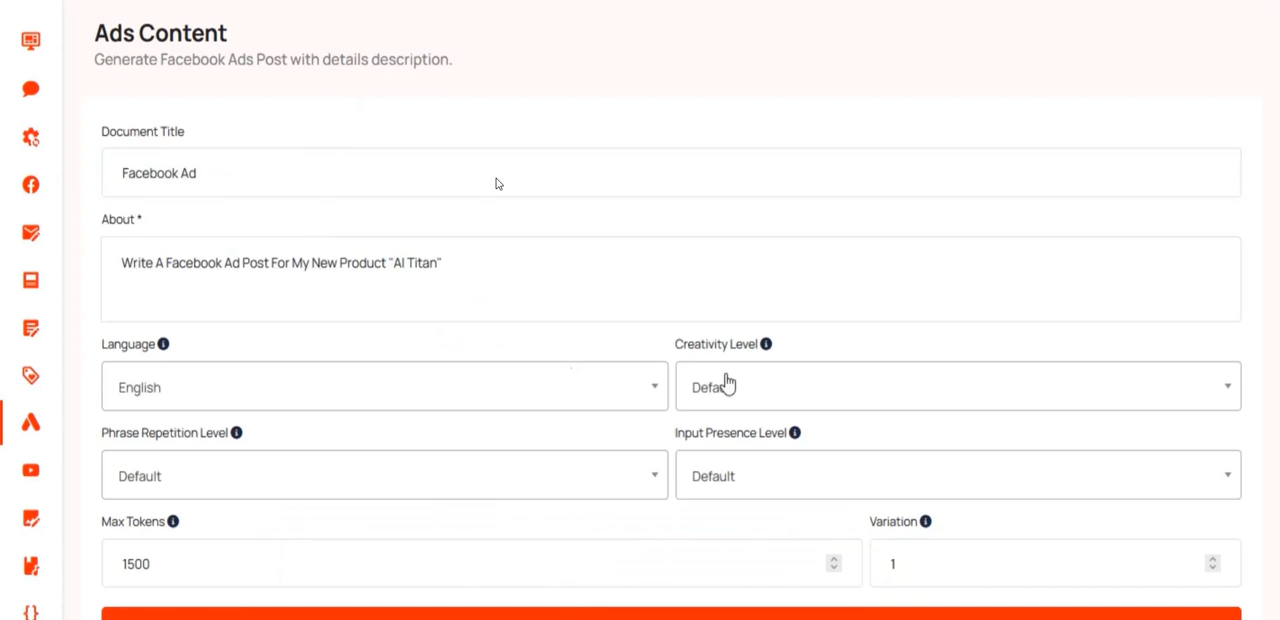 Ads Content
Generate Facebook Ads Post with details description.
Document Title
Facebook Ad
About *
Write A Facebook Ad Post For My New Product "AI Titan"
Language
Creativity Level
English
Phrase Repetition Level
Input Presence Level
Default
Default
Max Tokens
Variation
1500
1